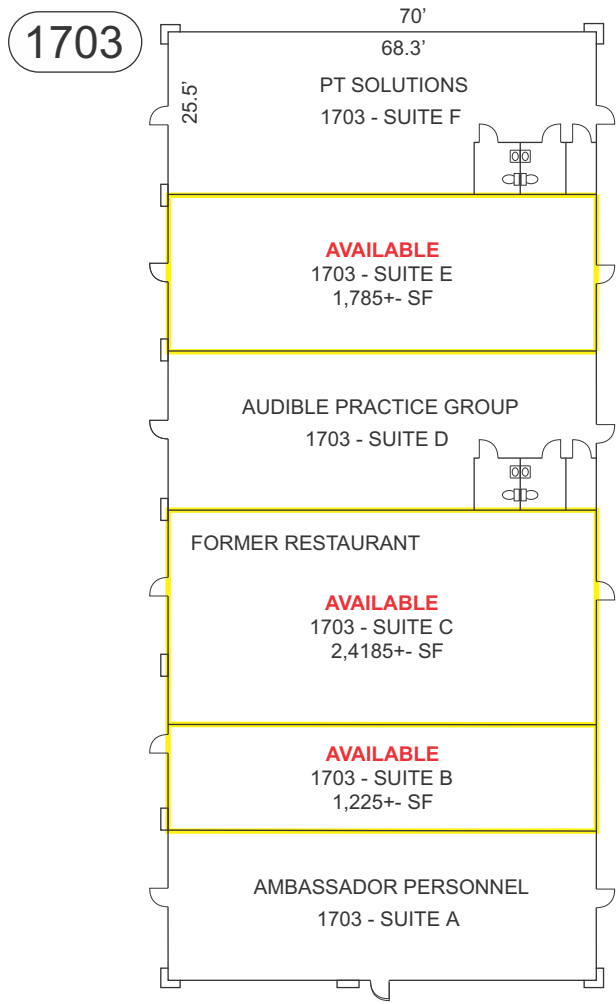 1703
70'
68.3'
25.5'
PT SOLUTIONS
1703 - SUITE F
AVAILABLE
1703 - SUITE E
1,785+- SF
AUDIBLE PRACTICE GROUP
1703 - SUITE D
FORMER RESTAURANT
AVAILABLE
1703 - SUITE C
2,4185+- SF
AVAILABLE
1703 - SUITE B
1,225+- SF
AMBASSADOR PERSONNEL
1703 - SUITE A